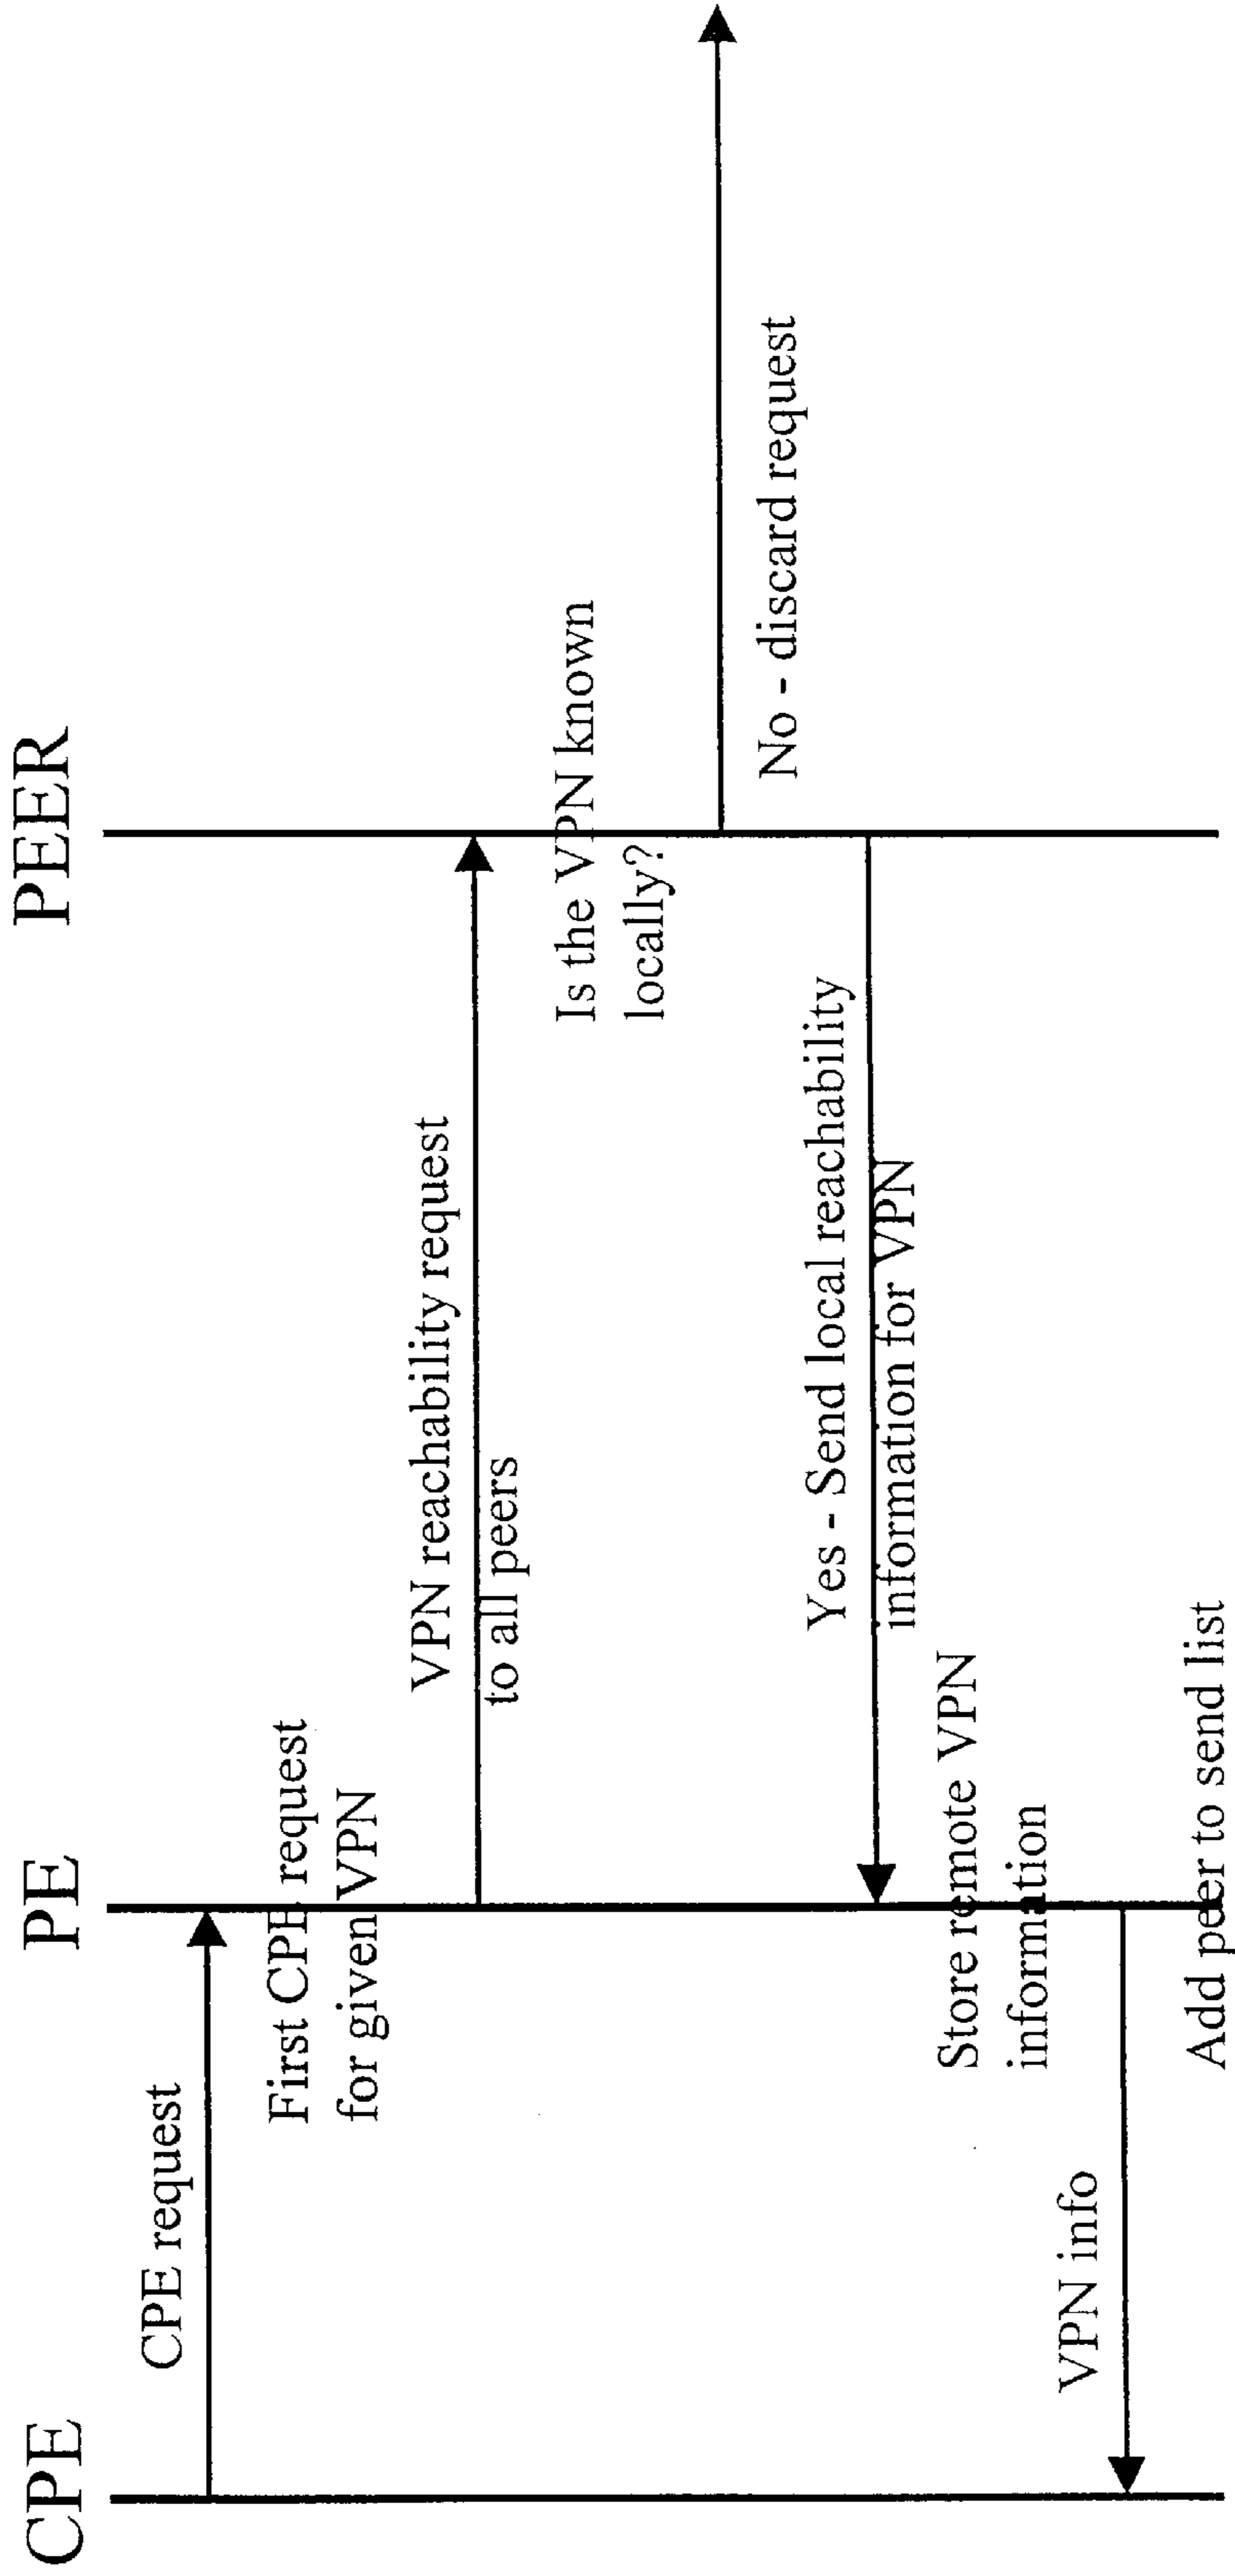 CPE
PE
PEER
CPE request
First CPE request
for given VPN
VPN reachability request
to all peers
Is the VPN known
locally?
No - discard request
Yes - Send local reachability
information for VPN
Store remote VPN
information
VPN info
Add peer to send list